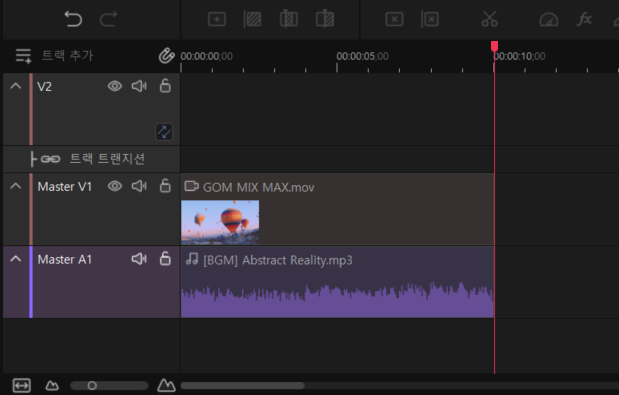 트랙 추가 00:00:00;00 00:00:05;00 00:00:10;00
V2
트랙 트랜지션
Master V1 GOM MIX MAX.mov
Master A1 [BGM] Abstract Reality.mp3